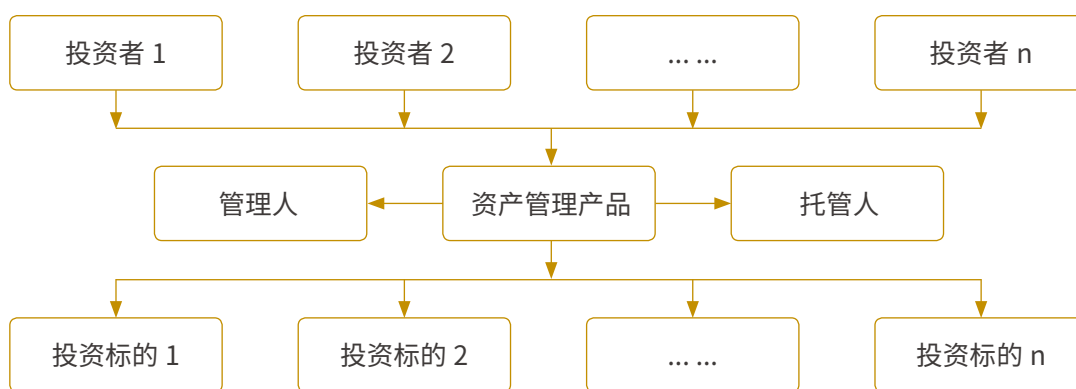 投资者 1
投资者 2
... ...
投资者 n
管理人
资产管理产品
托管人
投资标的 1
投资标的 2
... ...
投资标的 n